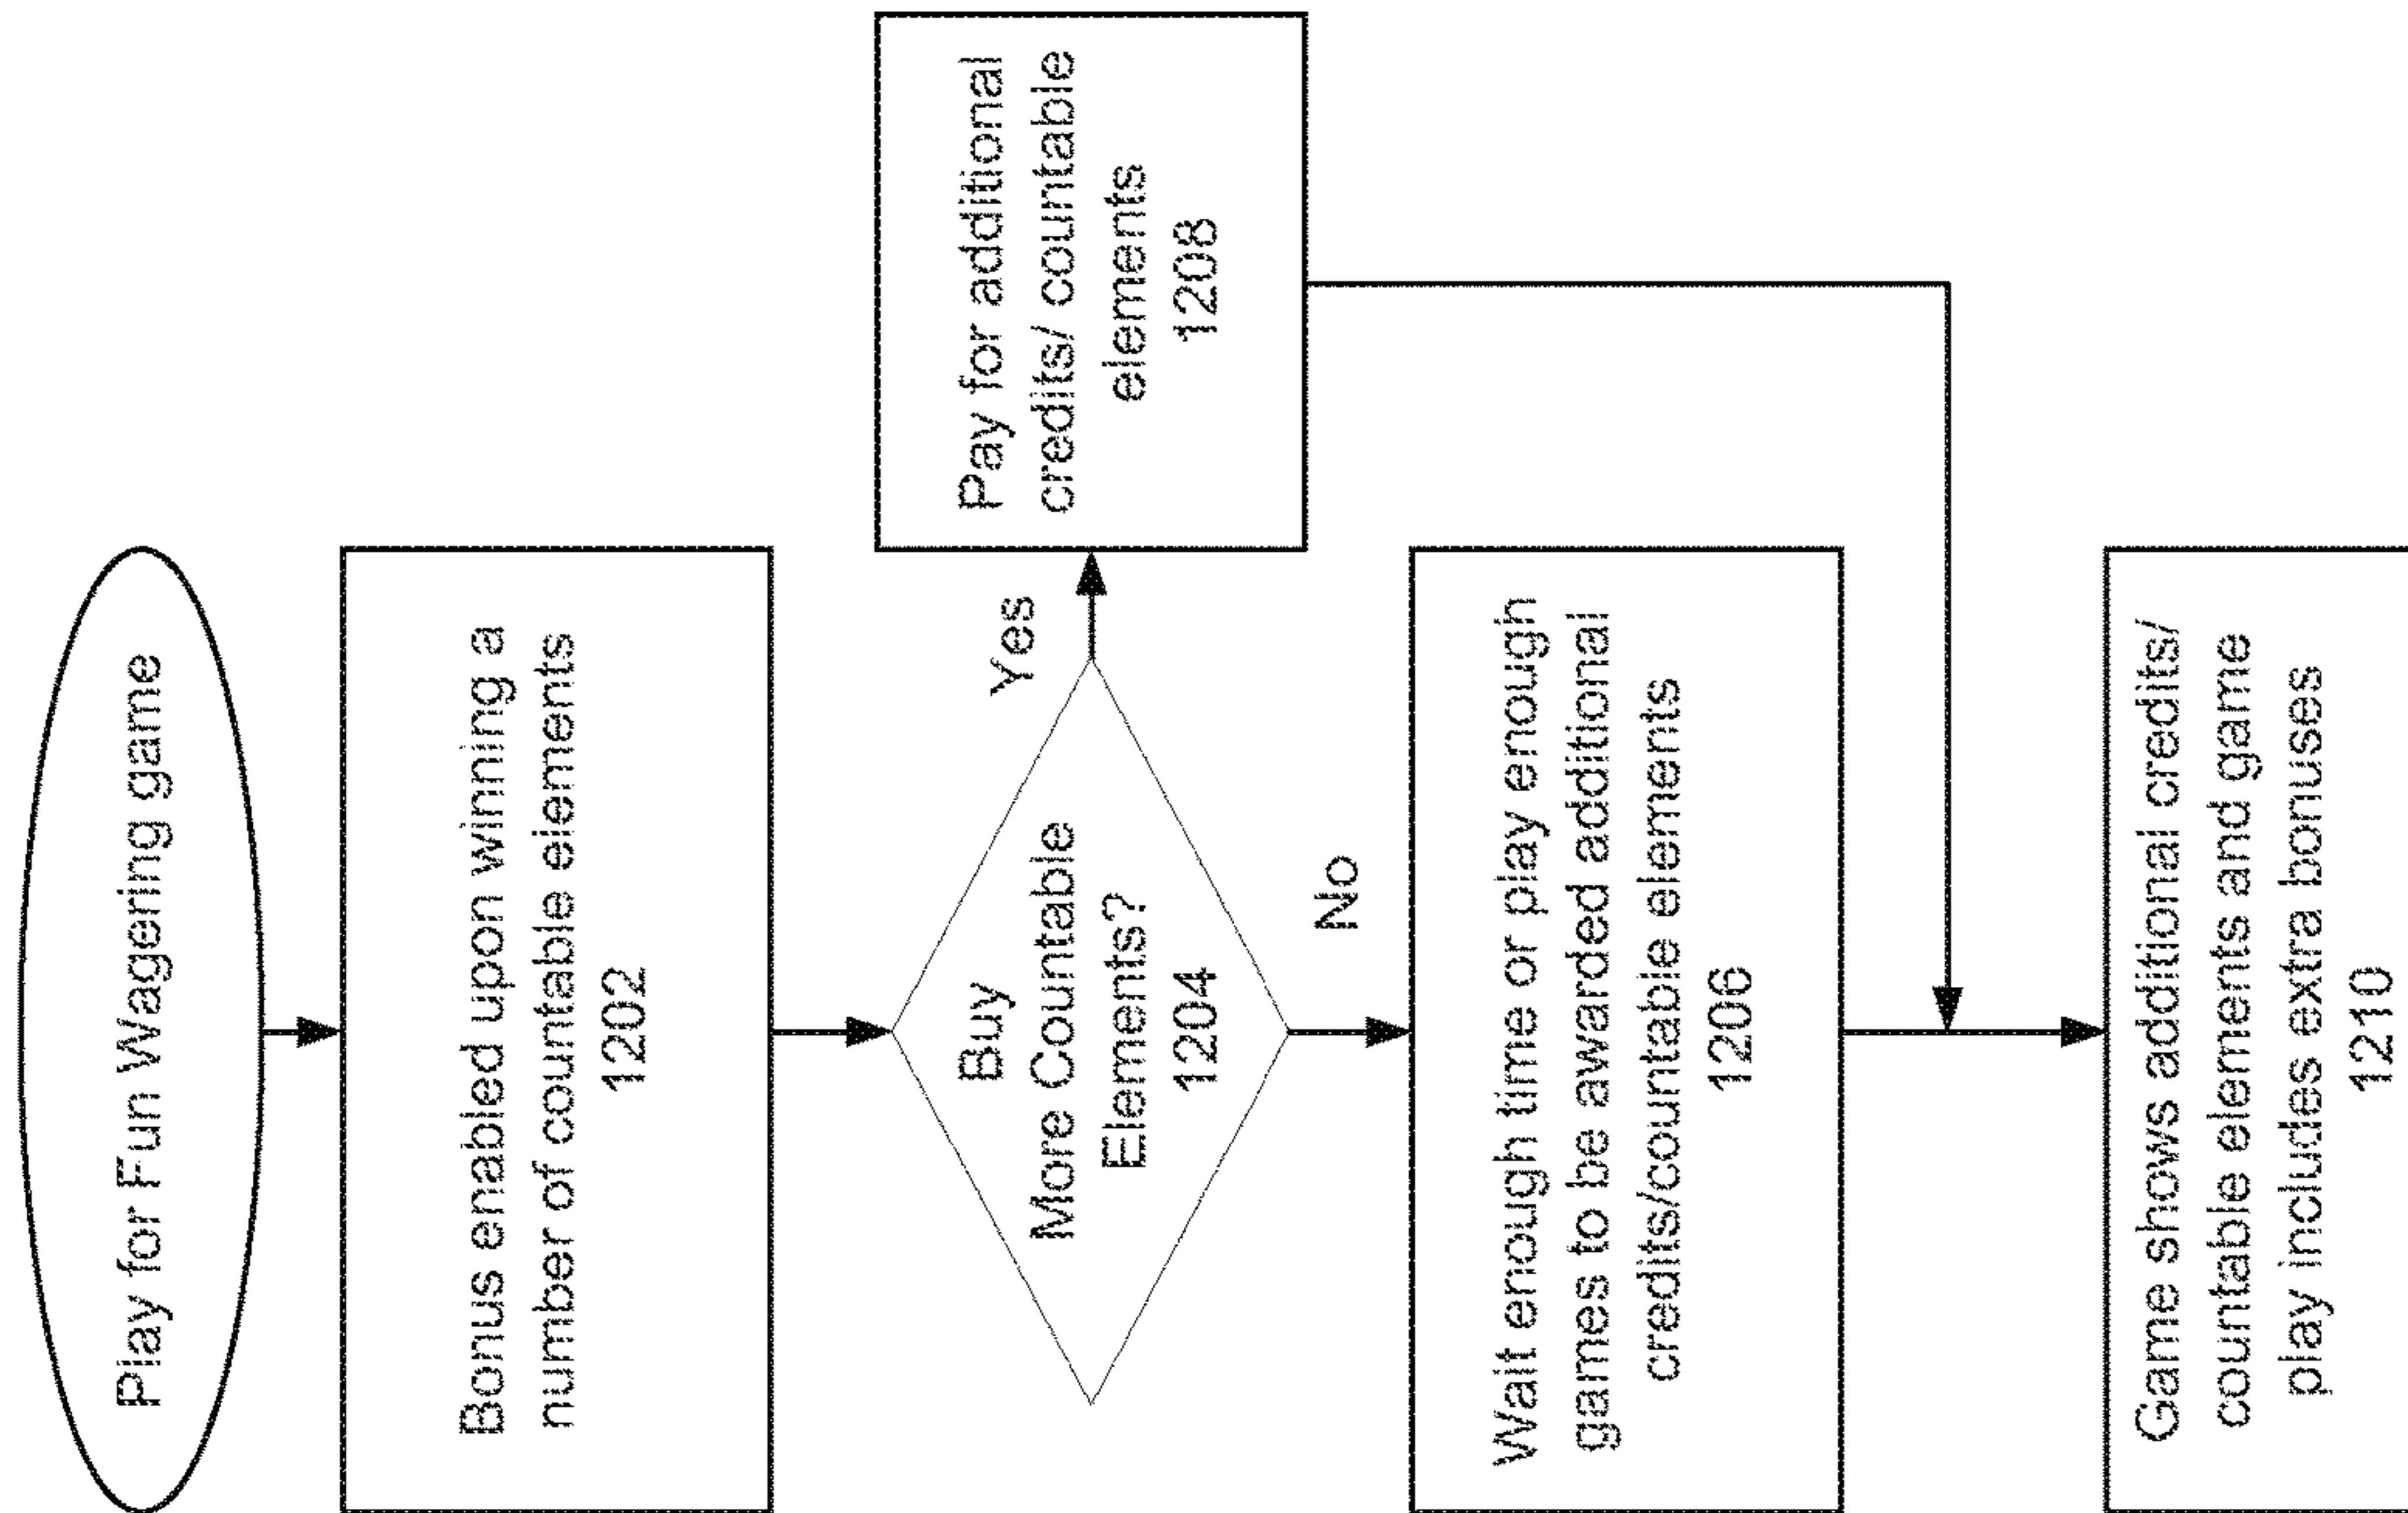 Play for Fun Wagering game
Bonus enabled upon winning a
number of countable elements
1202
Buy
More Countable
Elements?
1204
Yes
Pay for additional
credits/ countable
elements
1208
No
Wait enough time or play enough
games to be awarded additional
credits/countable elements
1206
Game shows additional credits/
countable elements and game
play includes extra bonuses
1210